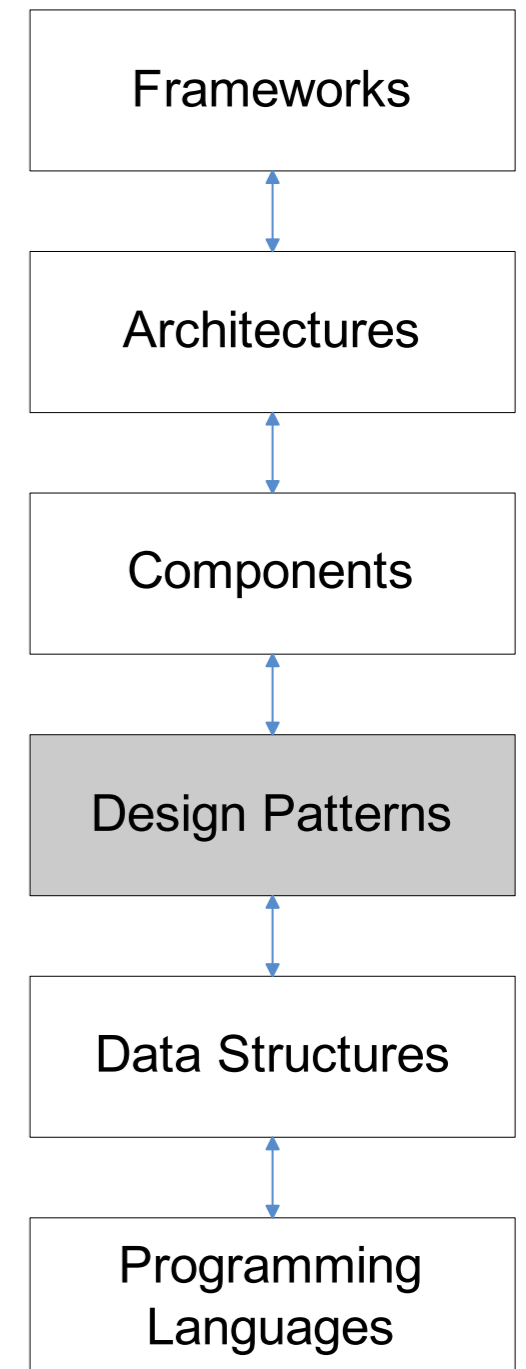 Frameworks
Architectures
Components
Design Patterns
Data Structures
Programming
Languages